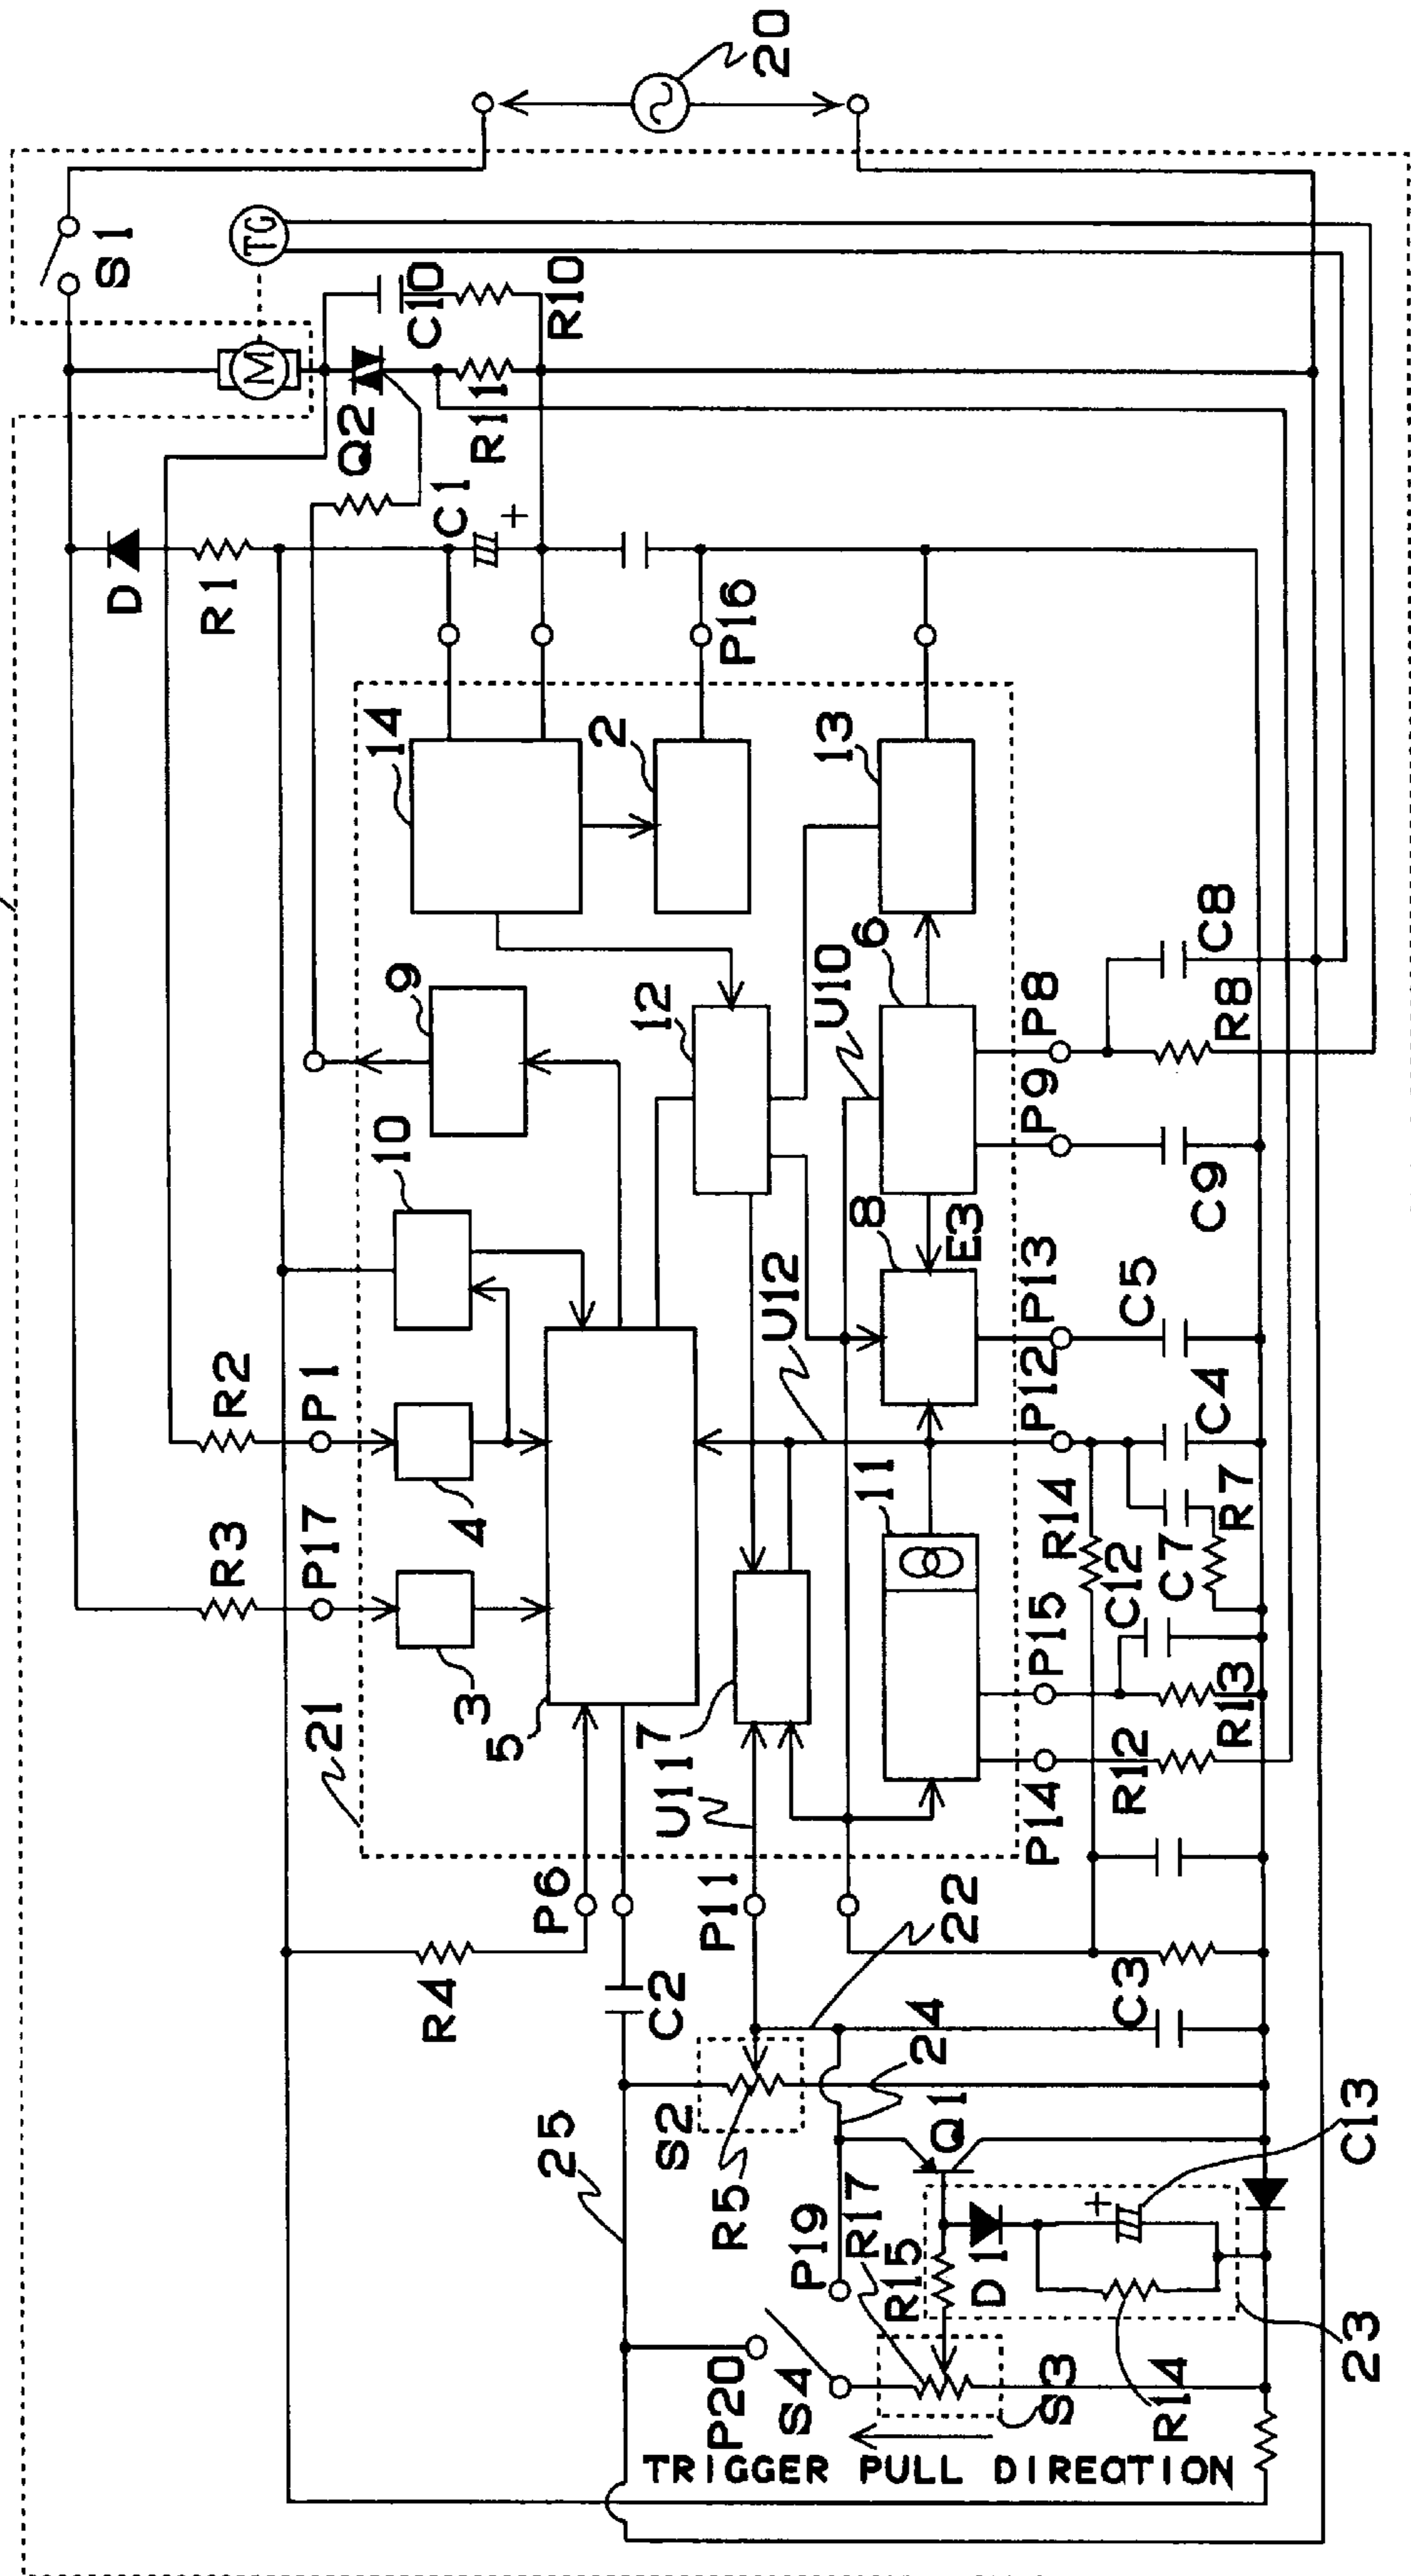 20
S1
TG
C10
R10
M
Q2
R11
C1
+
D
R1
P16
14
2
13
9
12
6
C8
U10
P8
R8
10
P9
8
E3
C9
R2
P1
U12
P13
C5
P12
C4
R3
P17
4
11
R14
R7
3
C12
C7
21
5
7
U11
P15
R13
R12
P14
P6
P11
22
R4
C2
C3
24
25
S2
R5
Q1
C13
P19
R17
R15
D1
+
P20
S4
S3
R14
23
TRIGGER PULL DIRECTION